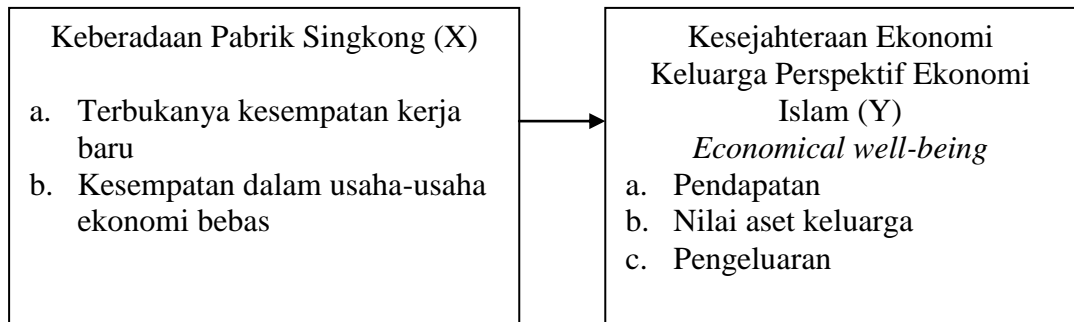 Keberadaan Pabrik Singkong (X)
a. Terbukanya kesempatan kerja
baru
b. Kesempatan dalam usaha-usaha
ekonomi bebas
Kesejahteraan Ekonomi
Keluarga Perspektif Ekonomi
Islam (Y)
Economical well-being
a. Pendapatan
b. Nilai aset keluarga
c. Pengeluaran